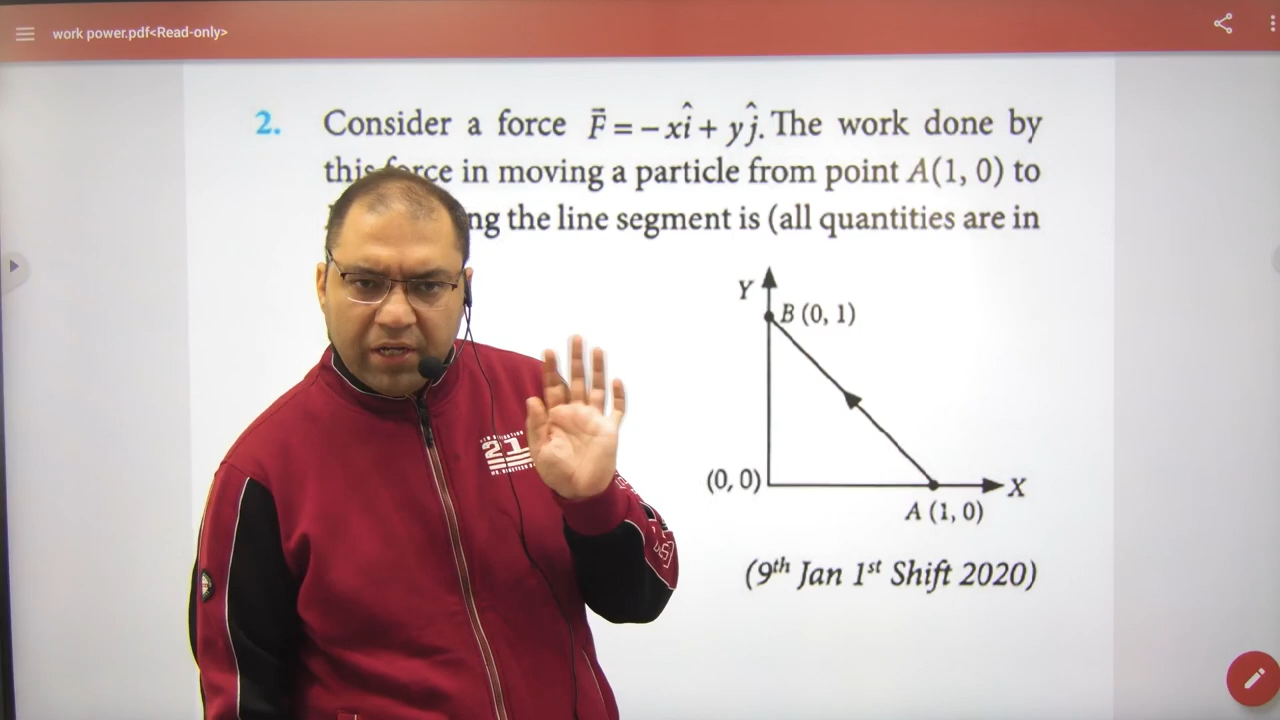 work power.pdf<Read-only>
2. Consider a force F̄ = − xî + yĵ. The work done by
this force in moving a particle from point A(1, 0) to
the line segment is (all quantities are in
Y
B (0, 1)
(0, 0)
X
A (1, 0)
(9th Jan 1st Shift 2020)
21